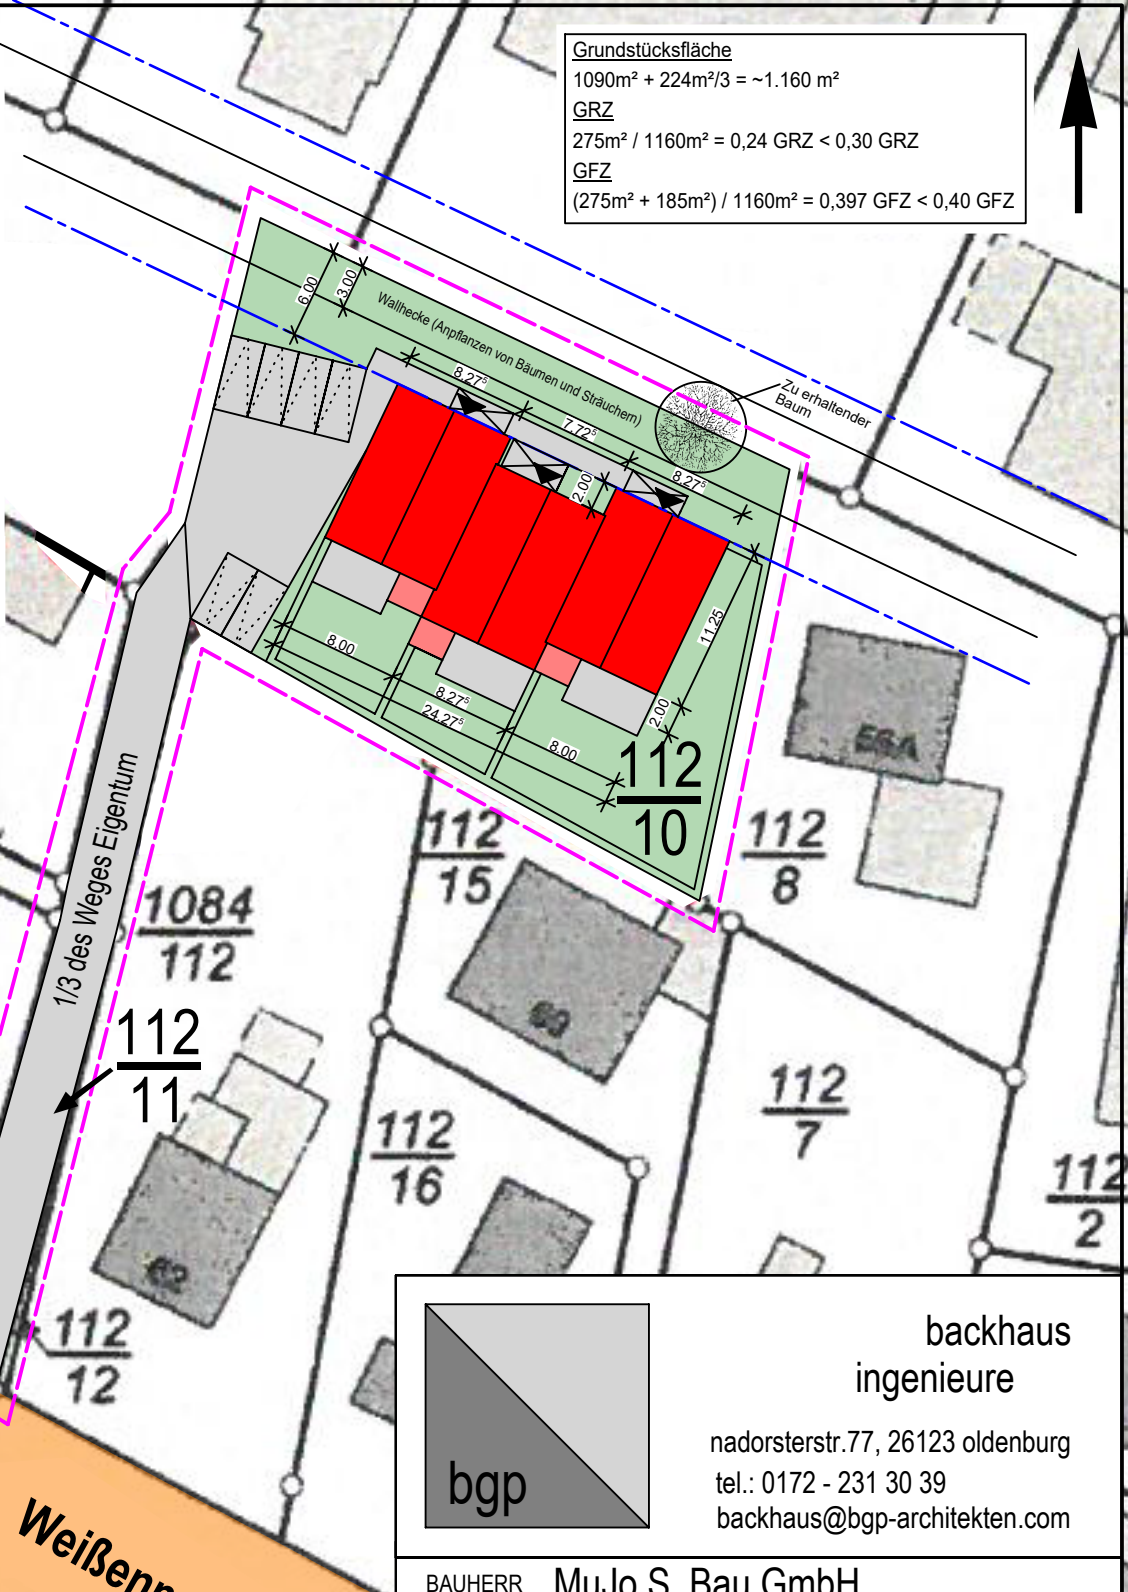 Grundstücksfläche
1090m² + 224m²/3 = ~1.160 m²
GRZ
275m² / 1160m² = 0,24 GRZ < 0,30 GRZ
GFZ
(275m² + 185m²) / 1160m² = 0,397 GFZ < 0,40 GFZ
6.00
3.00
Wallhecke (Anpflanzen von Bäumen und Sträuchern)
8.27⁵
7.72⁵
8.27⁵
2.00
Zu erhaltender
Baum
11.25
2.00
8.00
8.27⁵
24.27⁵
8.00
112
10
56A
112
15
112
8
1/3 des Weges Eigentum
1084
112
112
11
112
16
112
7
112
2
62
112
12
bgp
backhaus
ingenieure
nadorsterstr.77, 26123 oldenburg
tel.: 0172 - 231 30 39
backhaus@bgp-architekten.com
BAUHERR MuJo S. Bau GmbH